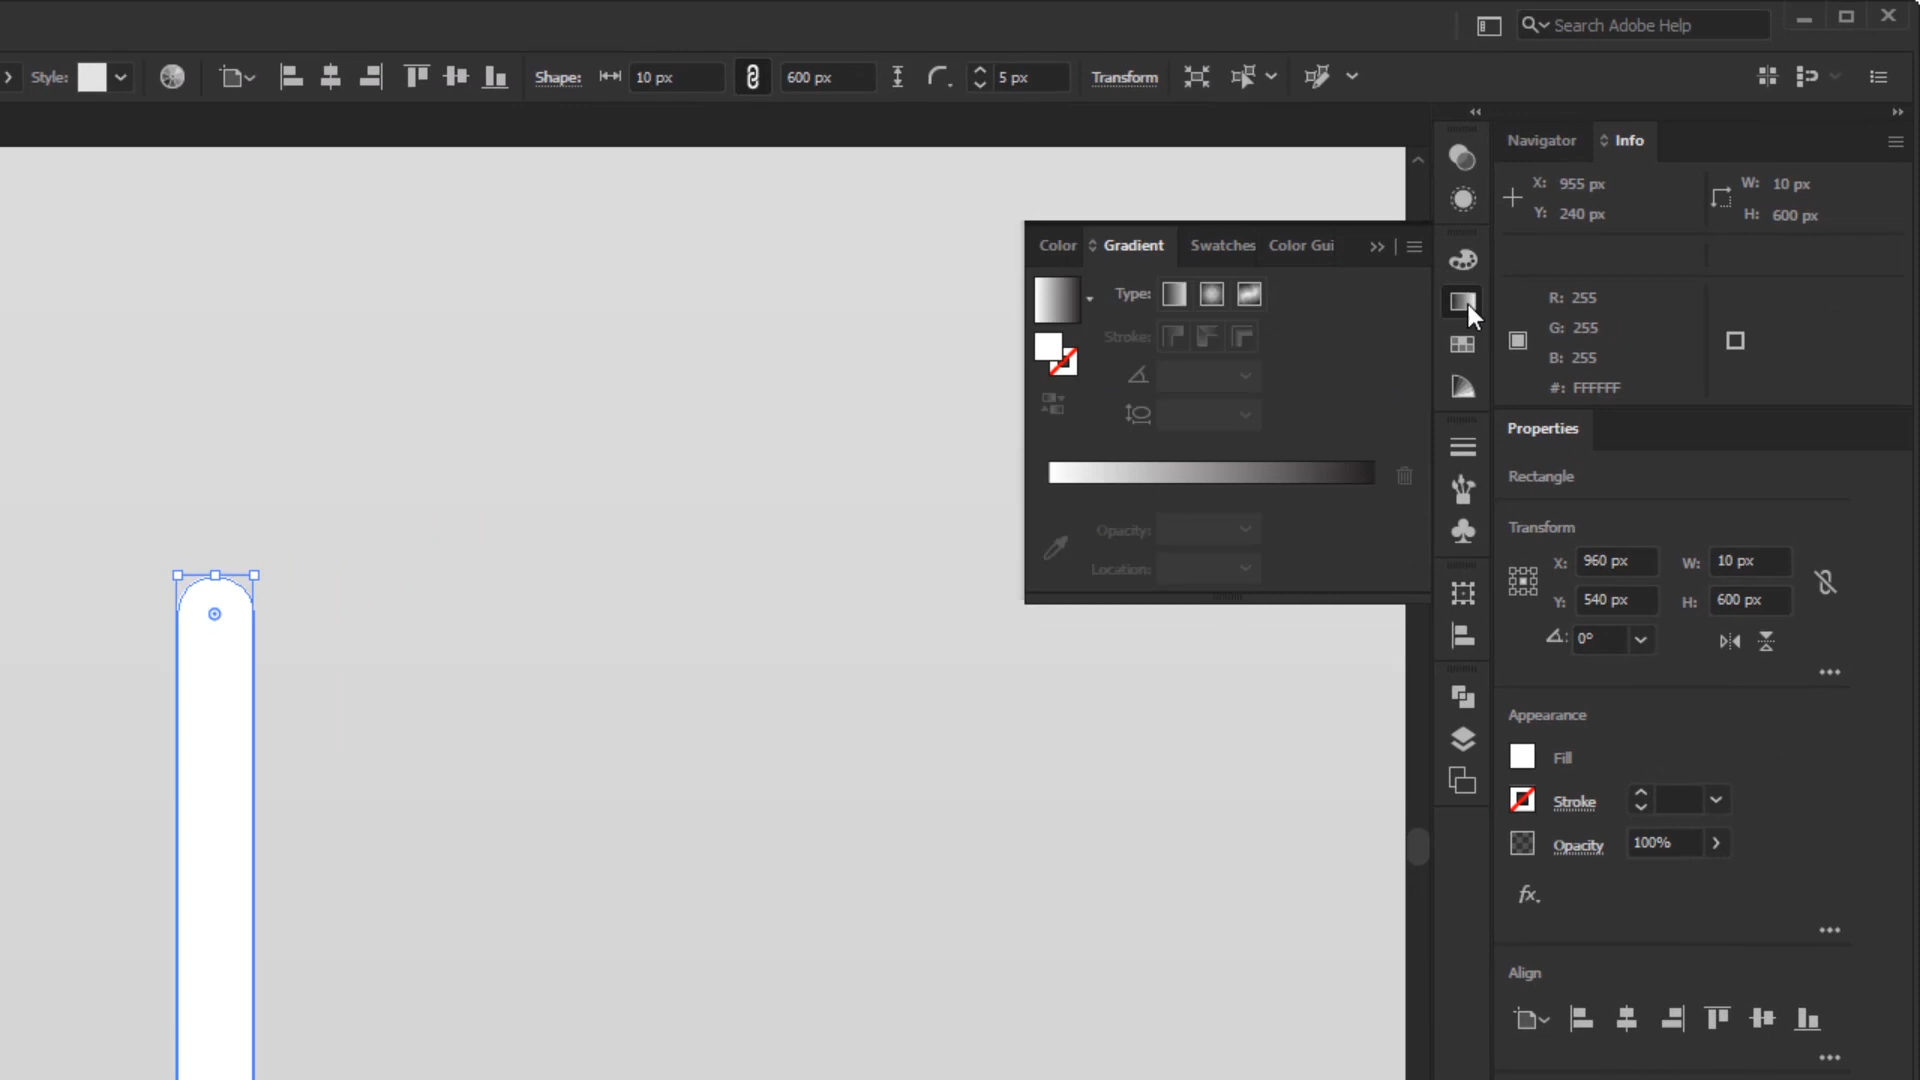 Search Adobe Help
Style:
Shape:
10 px
600 px
5 px
Transform
Navigator
Info
X: 955 px
Y: 240 px
W: 10 px
H: 600 px
R: 255
G: 255
B: 255
#: FFFFFF
Color
Gradient
Swatches
Color Gui
Type:
Stroke:
Opacity:
Location:
Properties
Rectangle
Transform
X: 960 px
W: 10 px
Y: 540 px
H: 600 px
0°
Appearance
Fill
Stroke
Opacity
100%
fx.
Align